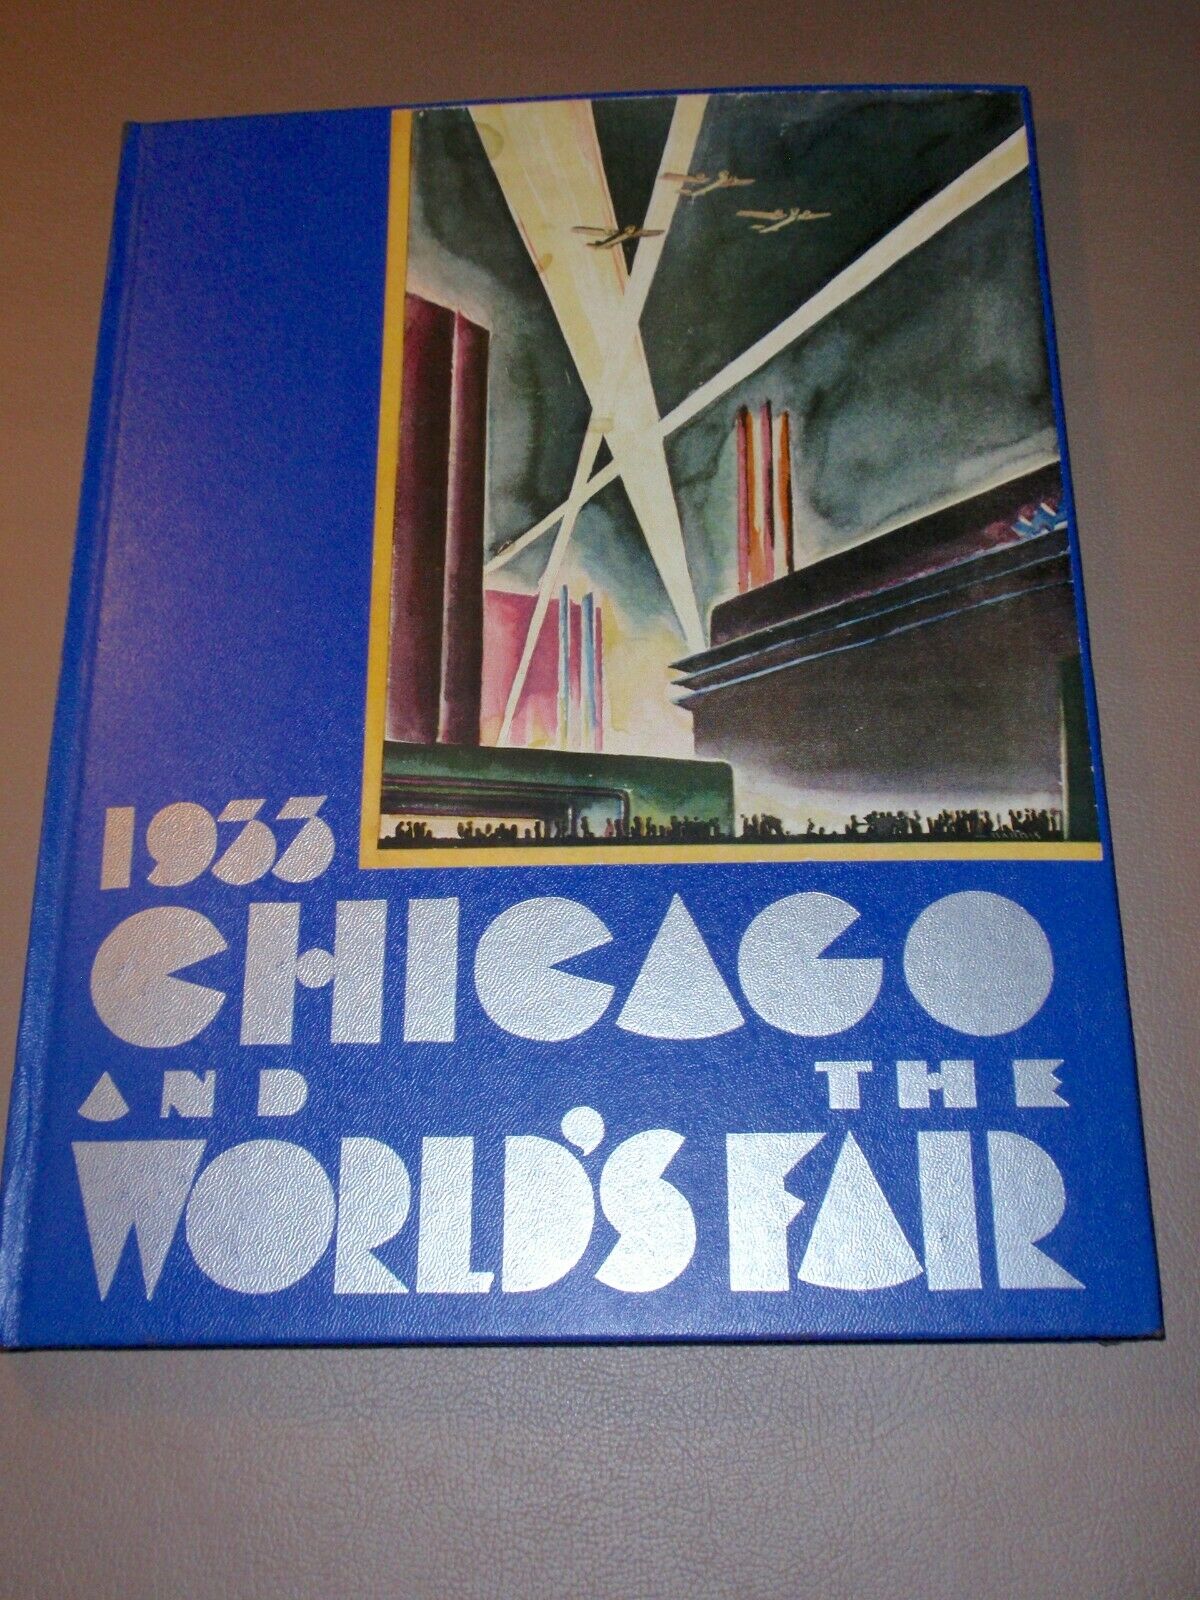 1933
CHICAGO
AND THE
WORLD'S FAIR